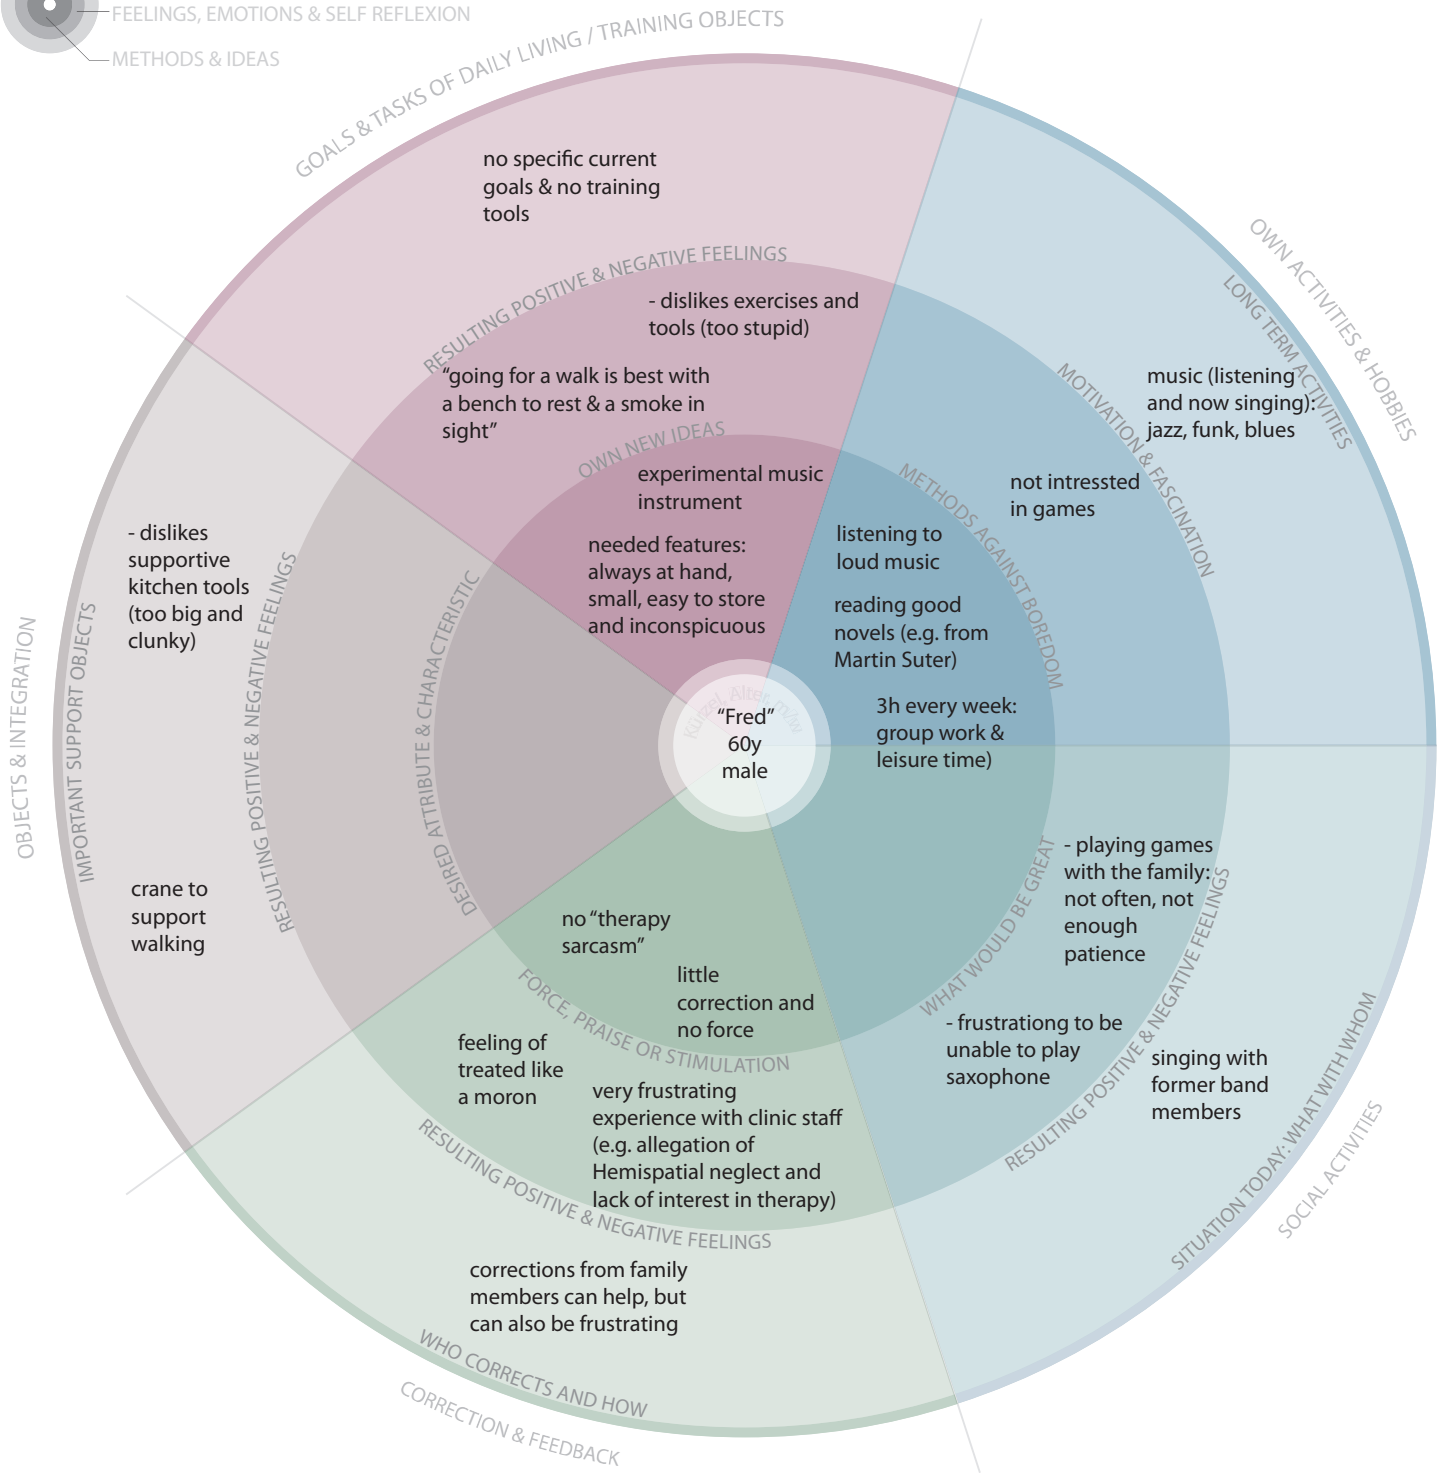 FEELINGS, EMOTIONS & SELF REFLEXION
METHODS & IDEAS
GOALS & TASKS OF DAILY LIVING / TRAINING OBJECTS
no specific current
goals & no training
tools
RESULTING POSITIVE & NEGATIVE FEELINGS
- dislikes exercises and
tools (too stupid)
“going for a walk is best with
a bench to rest & a smoke in
sight”
OWN NEW IDEAS
experimental music
instrument
needed features:
always at hand,
small, easy to store
and inconspicuous
OWN ACTIVITIES & HOBBIES
LONG TERM ACTIVITIES
music (listening
and now singing):
jazz, funk, blues
MOTIVATION & FASCINATION
not intressted
in games
METHODS AGAINST BOREDOM
listening to
loud music
reading good
novels (e.g. from
Martin Suter)
3h every week:
group work &
leisure time)
Kürzel, Alter, m/w
“Fred”
60y
male
OBJECTS & INTEGRATION
IMPORTANT SUPPORT OBJECTS
- dislikes
supportive
kitchen tools
(too big and
clunky)
crane to
support
walking
RESULTING POSITIVE & NEGATIVE FEELINGS
DESIRED ATTRIBUTE & CHARACTERISTIC
WHAT WOULD BE GREAT
- playing games
with the family:
not often, not
enough
patience
- frustrationg to be
unable to play
saxophone
RESULTING POSITIVE & NEGATIVE FEELINGS
singing with
former band
members
SITUATION TODAY: WHAT WITH WHOM
SOCIAL ACTIVITIES
no “therapy
sarcasm”
little
correction and
no force
FORCE, PRAISE OR STIMULATION
feeling of
treated like
a moron
very frustrating
experience with clinic staff
(e.g. allegation of
Hemispatial neglect and
lack of interest in therapy)
RESULTING POSITIVE & NEGATIVE FEELINGS
corrections from family
members can help, but
can also be frustrating
WHO CORRECTS AND HOW
CORRECTION & FEEDBACK